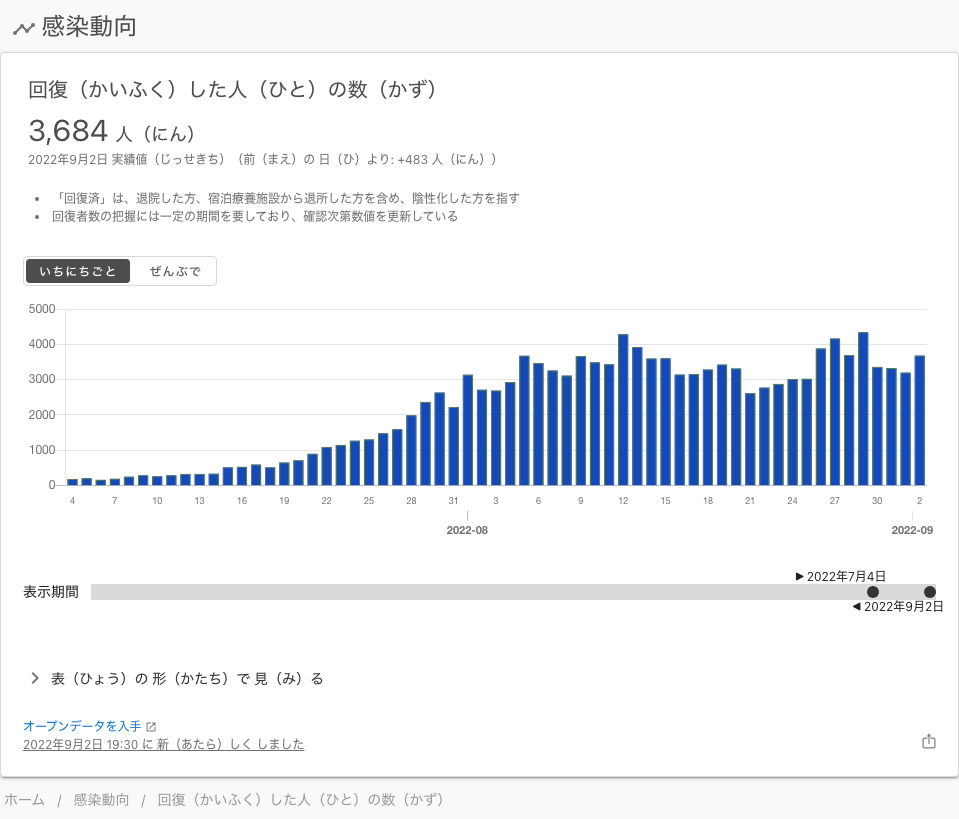 感染動向
回復（かいふく）した人（ひと）の数（かず）
3,684 人（にん）
2022年9月2日 実績値（じっせきち）（前（まえ）の 日（ひ）より: +483 人（にん））
• 「回復済」は、退院した方、宿泊療養施設から退所した方を含め、陰性化した方を指す
• 回復者数の把握には一定の期間を要しており、確認次第数値を更新している
いちにちごと ぜんぶで
5000
4000
3000
2000
1000
0
4 7 10 13 16 19 22 25 28 31 3 6 9 12 15 18 21 24 27 30 2
2022-08 2022-09
▶ 2022年7月4日
表示期間
◀ 2022年9月2日
表（ひょう）の 形（かたち）で 見（み）る
オープンデータを入手
2022年9月2日 19:30 に 新（あたら）しく しました
ホーム / 感染動向 / 回復（かいふく）した人（ひと）の数（かず）